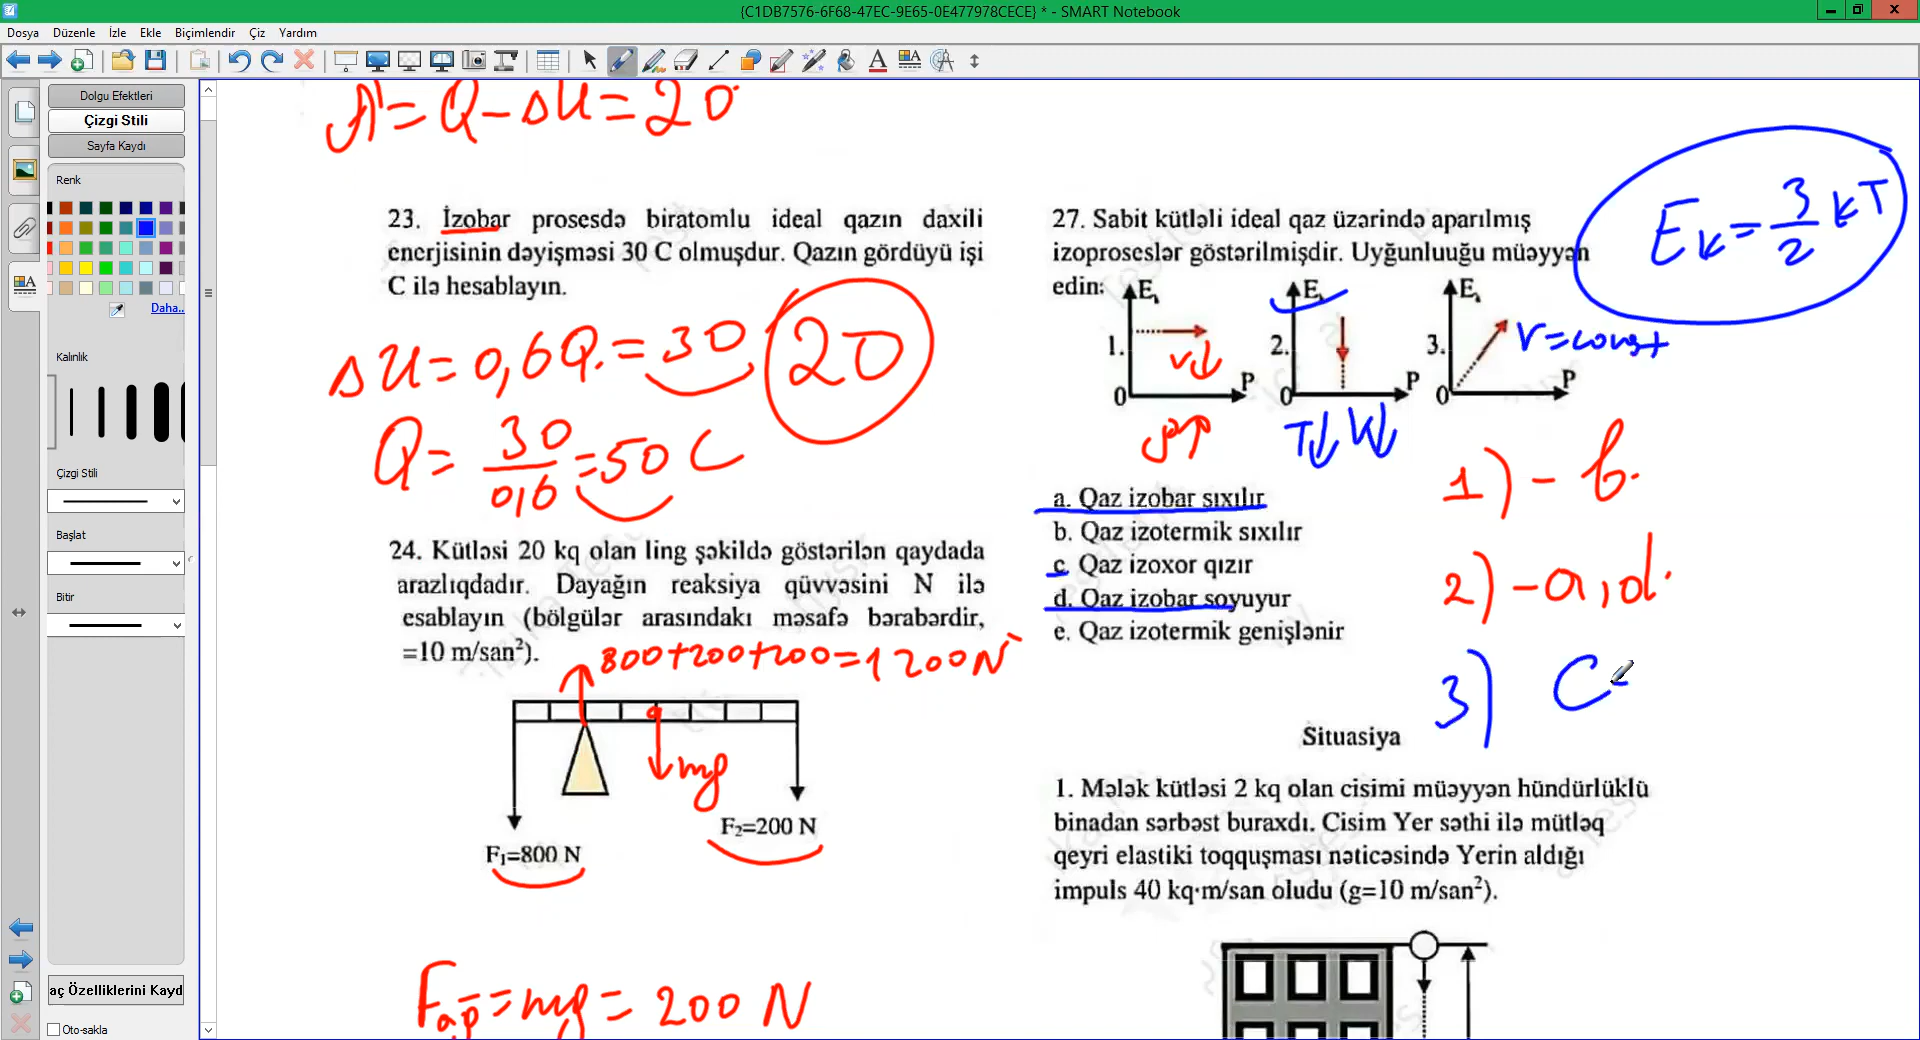 {C1DB7576-6F68-47EC-9E65-0E477978CECE} * - SMART Notebook
Dosya Düzenle İzle Ekle Biçimlendir Çiz Yardım
Dolgu Efektleri
Çizgi Stili
Sayfa Kaydı
Renk
Daha..
Kalınlık
Çizgi Stili
Başlat
Bitir
aç Özelliklerini Kayd
Oto-sakla
A' = Q - ΔU = 20
23. İzobar prosesdə biratomlu ideal qazın daxili
enerjisinin dəyişməsi 30 C olmuşdur. Qazın gördüyü işi
C ilə hesablayın.
ΔU = 0,6Q = 30
20
Q = 30/0,6 = 50 C
24. Kütləsi 20 kq olan ling şəkildə göstərilən qaydada
arazlıqdadır. Dayağın reaksiya qüvvəsini N ilə
esablayın (bölgülər arasındakı məsafə bərabərdir,
=10 m/san²).
800+200+200=1200N
mg
F₁=800 N
F₂=200 N
Fap = mg = 200 N
27. Sabit kütləli ideal qaz üzərində aparılmış
izoproseslər göstərilmişdir. Uyğunluuğu müəyyən
edin:
Ek = 3/2 kT
1. E P 0 V↓
2. E P 0 T↓ V↓
3. E P 0 V=const
a. Qaz izobar sıxılır
b. Qaz izotermik sıxılır
c. Qaz izoxor qızır
d. Qaz izobar soyuyur
e. Qaz izotermik genişlənir
1) - b.
2) - a, d.
3) C
Situasiya
1. Mələk kütləsi 2 kq olan cisimi müəyyən hündürlüklü
binadan sərbəst buraxdı. Cisim Yer səthi ilə mütləq
qeyri elastiki toqquşması nəticəsində Yerin aldığı
impuls 40 kq·m/san oludu (g=10 m/san²).